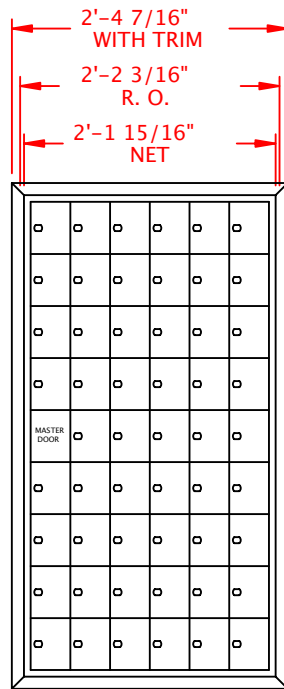 2'-4 7/16"
WITH TRIM
2'-2 3/16"
R. O.
2'-1 15/16"
NET
MASTER
DOOR